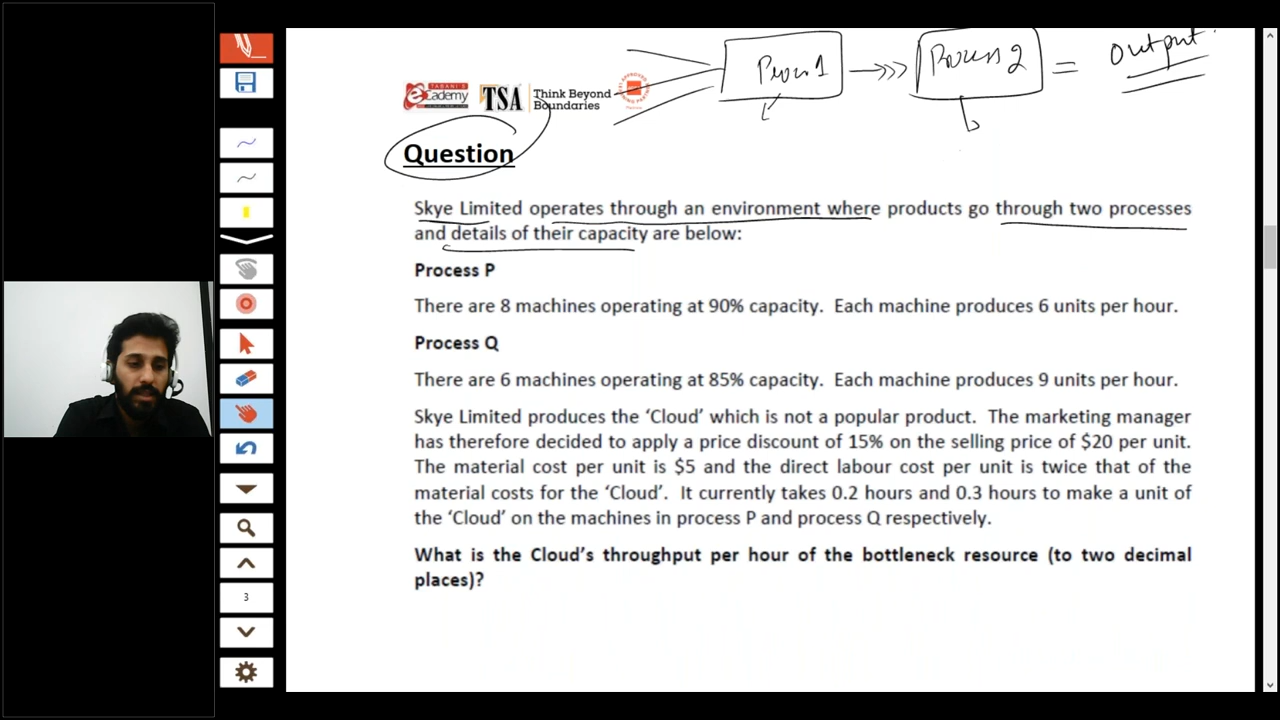 Process 1
Process 2
= output
TABANI'S
eCademy
TSA
Think Beyond
Boundaries
Question
Skye Limited operates through an environment where products go through two processes
and details of their capacity are below:
Process P
There are 8 machines operating at 90% capacity. Each machine produces 6 units per hour.
Process Q
There are 6 machines operating at 85% capacity. Each machine produces 9 units per hour.
Skye Limited produces the ‘Cloud’ which is not a popular product. The marketing manager
has therefore decided to apply a price discount of 15% on the selling price of $20 per unit.
The material cost per unit is $5 and the direct labour cost per unit is twice that of the
material costs for the ‘Cloud’. It currently takes 0.2 hours and 0.3 hours to make a unit of
the ‘Cloud’ on the machines in process P and process Q respectively.
What is the Cloud’s throughput per hour of the bottleneck resource (to two decimal
places)?
3